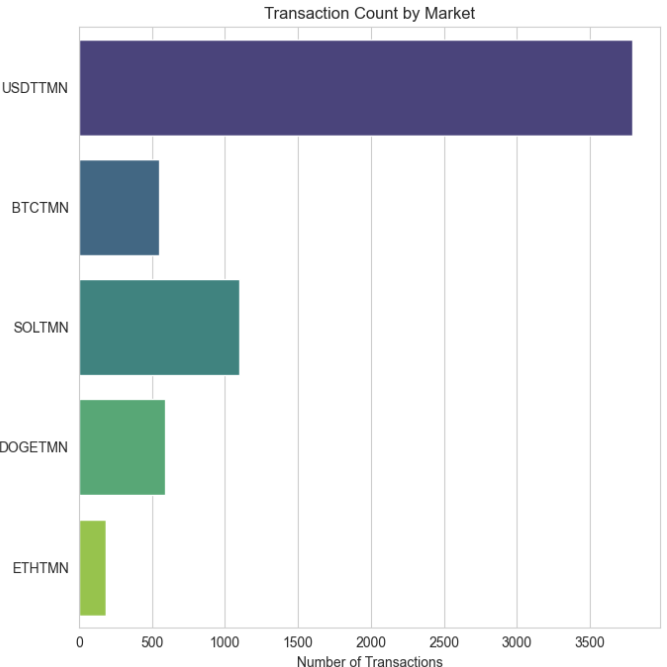 Transaction Count by Market
USDTTMN
BTCTMN
SOLTMN
DOGETMN
ETHTMN
0 500 1000 1500 2000 2500 3000 3500
Number of Transactions